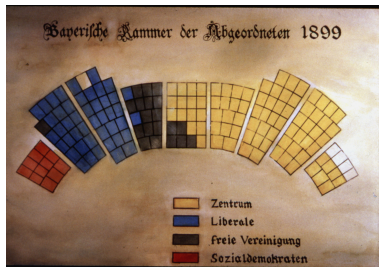 Bayerische Kammer der Abgeordneten 1899
Zentrum
Liberale
Freie Vereinigung
Sozialdemokraten